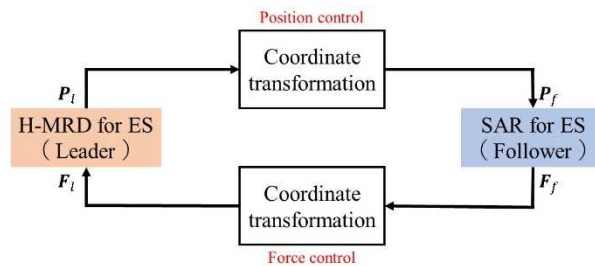 Position control
Coordinate
transformation
P_l
P_f
H-MRD for ES
( Leader )
SAR for ES
( Follower )
F_l
F_f
Coordinate
transformation
Force control